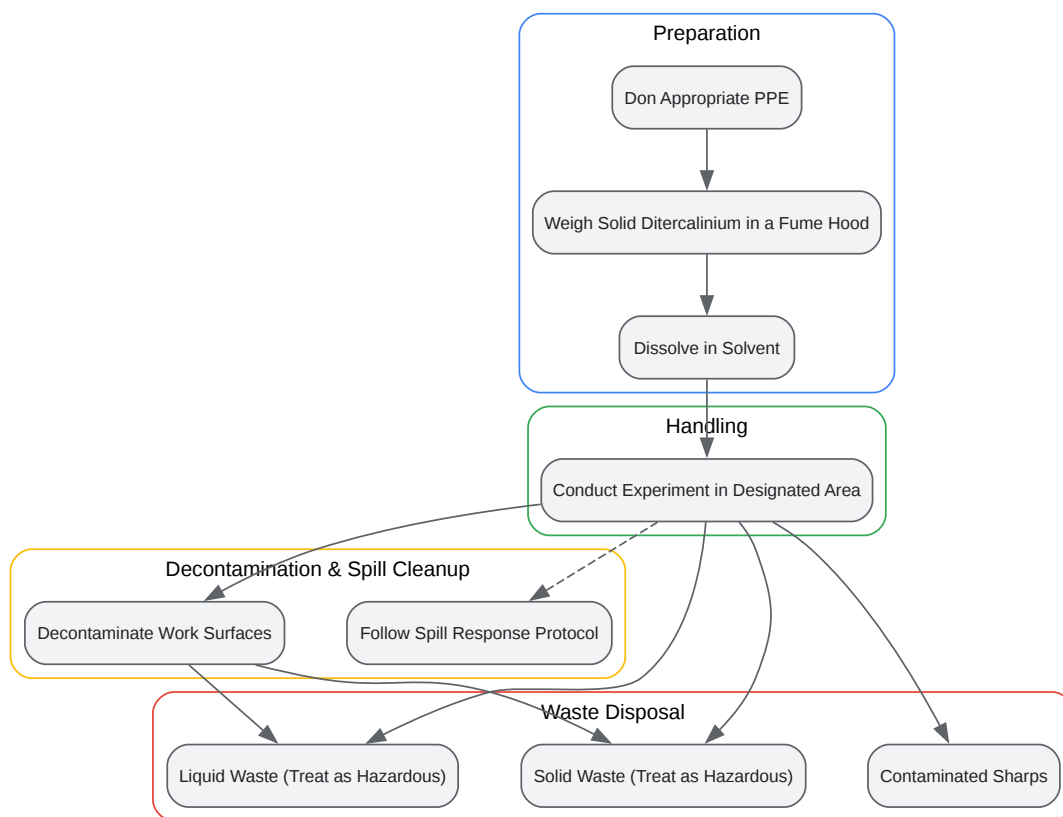 Preparation
Don Appropriate PPE
Weigh Solid Ditercalinium in a Fume Hood
Dissolve in Solvent
Handling
Conduct Experiment in Designated Area
Decontamination & Spill Cleanup
Decontaminate Work Surfaces
Follow Spill Response Protocol
Waste Disposal
Liquid Waste (Treat as Hazardous)
Solid Waste (Treat as Hazardous)
Contaminated Sharps